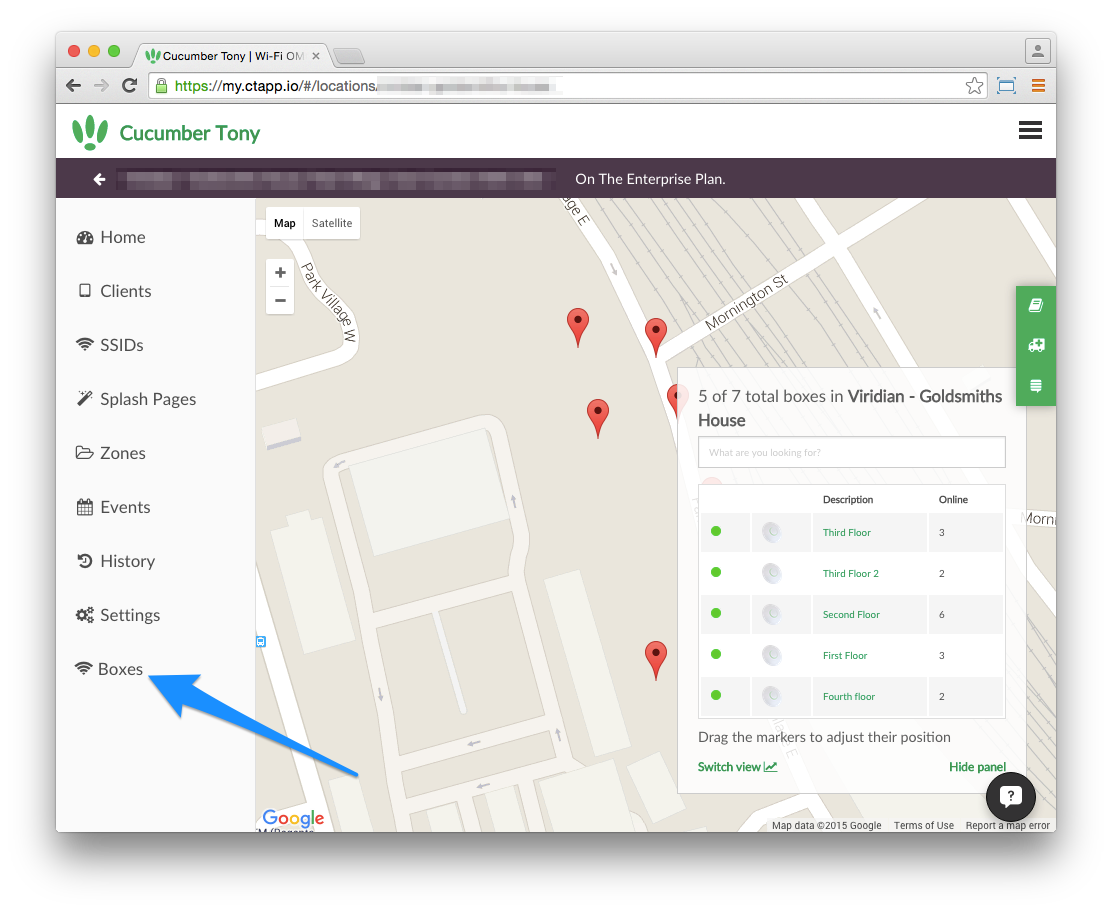 Cucumber Tony | Wi-Fi OM
https://my.ctapp.io/#/locations/
Cucumber Tony
On The Enterprise Plan.
Home
Clients
SSIDs
Splash Pages
Zones
Events
History
Settings
Boxes
Map Satellite
+
−
Park Village W
age E
Mornington St
Morn
5 of 7 total boxes in Viridian - Goldsmiths
House
What are you looking for?
Description Online
Third Floor 3
Third Floor 2 2
Second Floor 6
First Floor 3
Fourth floor 2
Drag the markers to adjust their position
Switch view
Hide panel
?
Google
Map data ©2015 Google Terms of Use Report a map error